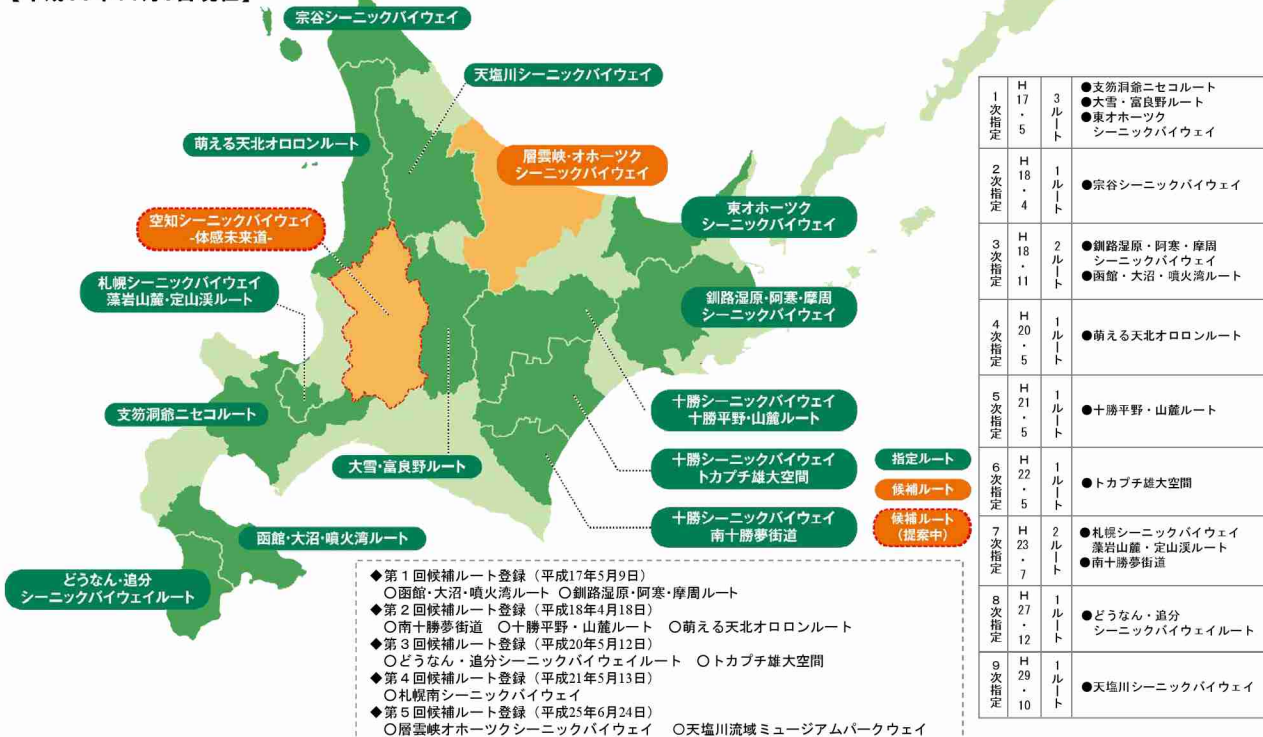 宗谷シーニックバイウェイ
天塩川シーニックバイウェイ
萌える天北オロロンルート
層雲峡・オホーツク
シーニックバイウェイ
空知シーニックバイウェイ
-体感未来道-
東オホーツク
シーニックバイウェイ
札幌シーニックバイウェイ
藻岩山麓・定山渓ルート
釧路湿原・阿寒・摩周
シーニックバイウェイ
支笏洞爺ニセコルート
十勝シーニックバイウェイ
十勝平野・山麓ルート
大雪・富良野ルート
十勝シーニックバイウェイ
トカプチ雄大空間
十勝シーニックバイウェイ
南十勝夢街道
函館・大沼・噴火湾ルート
どうなん・追分
シーニックバイウェイルート
指定ルート
候補ルート
候補ルート
(提案中)
◆第1回候補ルート登録（平成17年5月9日）
○函館・大沼・噴火湾ルート ○釧路湿原・阿寒・摩周ルート
◆第2回候補ルート登録（平成18年4月18日）
○南十勝夢街道 ○十勝平野・山麓ルート ○萌える天北オロロンルート
◆第3回候補ルート登録（平成20年5月12日）
○どうなん・追分シーニックバイウェイルート ○トカプチ雄大空間
◆第4回候補ルート登録（平成21年5月13日）
○札幌南シーニックバイウェイ
◆第5回候補ルート登録（平成25年6月24日）
○層雲峡オホーツクシーニックバイウェイ ○天塩川流域ミュージアムパークウェイ
1次指定 H17・5 3ルート ●支笏洞爺ニセコルート
●大雪・富良野ルート
●東オホーツク
シーニックバイウェイ
2次指定 H18・4 1ルート ●宗谷シーニックバイウェイ
3次指定 H18・11 2ルート ●釧路湿原・阿寒・摩周
シーニックバイウェイ
●函館・大沼・噴火湾ルート
4次指定 H20・5 1ルート ●萌える天北オロロンルート
5次指定 H21・5 1ルート ●十勝平野・山麓ルート
6次指定 H22・5 1ルート ●トカプチ雄大空間
7次指定 H23・7 2ルート ●札幌シーニックバイウェイ
藻岩山麓・定山渓ルート
●南十勝夢街道
8次指定 H27・12 1ルート ●どうなん・追分
シーニックバイウェイルート
9次指定 H29・10 1ルート ●天塩川シーニックバイウェイ